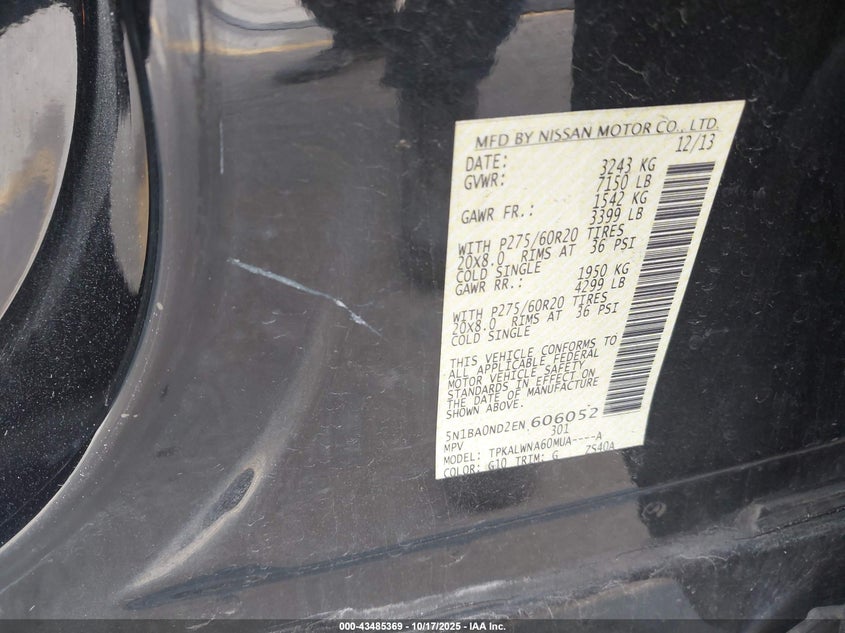 MFD BY NISSAN MOTOR CO., LTD.
DATE: 12/13
GVWR: 3243 KG
7150 LB
GAWR FR.: 1542 KG
3399 LB
WITH P275/60R20 TIRES
20X8.0 RIMS AT 36 PSI
COLD SINGLE
GAWR RR.: 1950 KG
4299 LB
WITH P275/60R20 TIRES
20X8.0 RIMS AT 36 PSI
COLD SINGLE
THIS VEHICLE CONFORMS TO
ALL APPLICABLE FEDERAL
MOTOR VEHICLE SAFETY
STANDARDS IN EFFECT ON
THE DATE OF MANUFACTURE
SHOWN ABOVE.
5N1BA0ND2EN 606052
MPV 301
MODEL: TPKALWNA60MUA----A
COLOR: G10 TRIM: G 7S40A
000-43485369 | 10/17/2025 - IAA Inc.